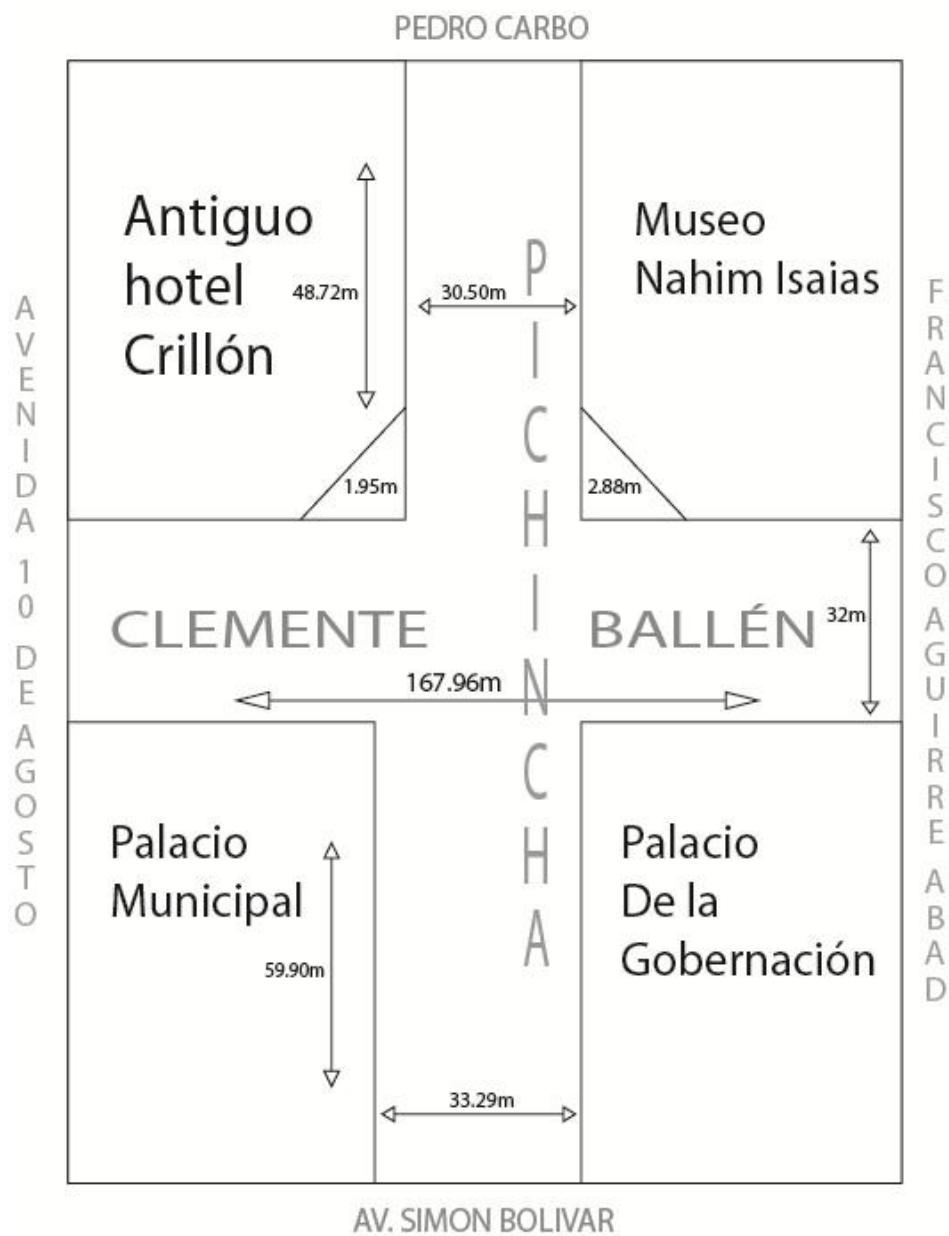 PEDRO CARBO
Antiguo
hotel
Crillón
48.72m
30.50m
Museo
Nahim Isaias
1.95m
2.88m
AVENIDA 10 DE AGOSTO
PICHINCHA
FRANCISCO AGUIRRE ABAD
CLEMENTE BALLÉN
32m
167.96m
Palacio
Municipal
59.90m
Palacio
De la
Gobernación
33.29m
AV. SIMON BOLIVAR